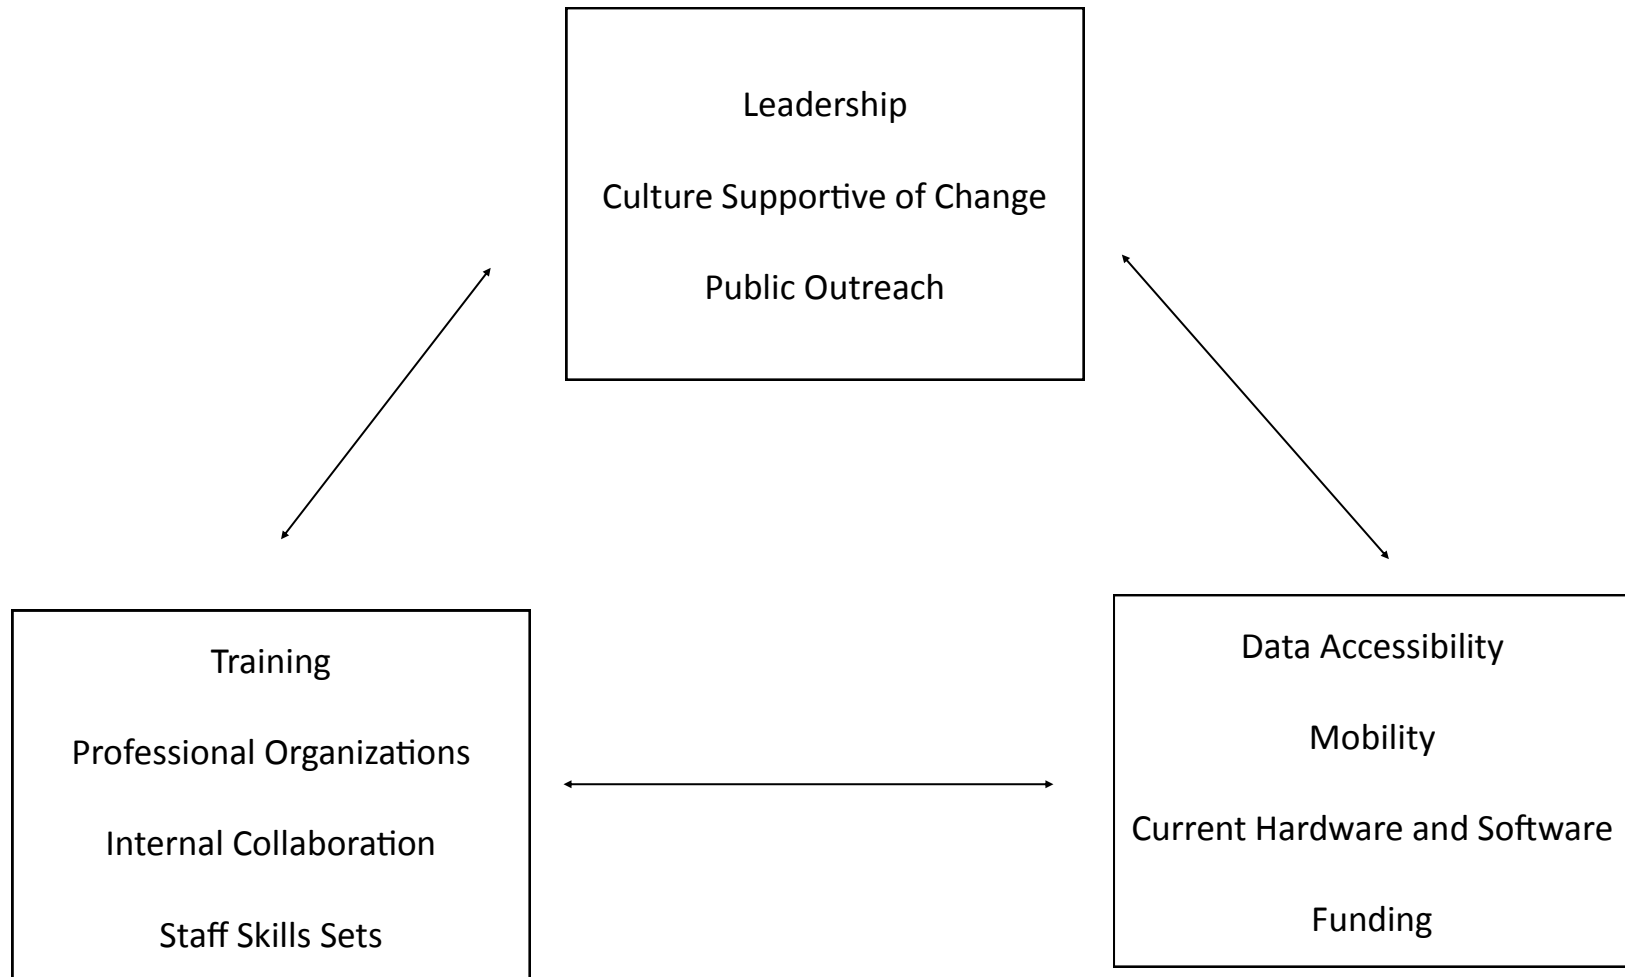 Leadership
Culture Supportive of Change
Public Outreach
Training
Professional Organizations
Internal Collaboration
Staff Skills Sets
Data Accessibility
Mobility
Current Hardware and Software
Funding